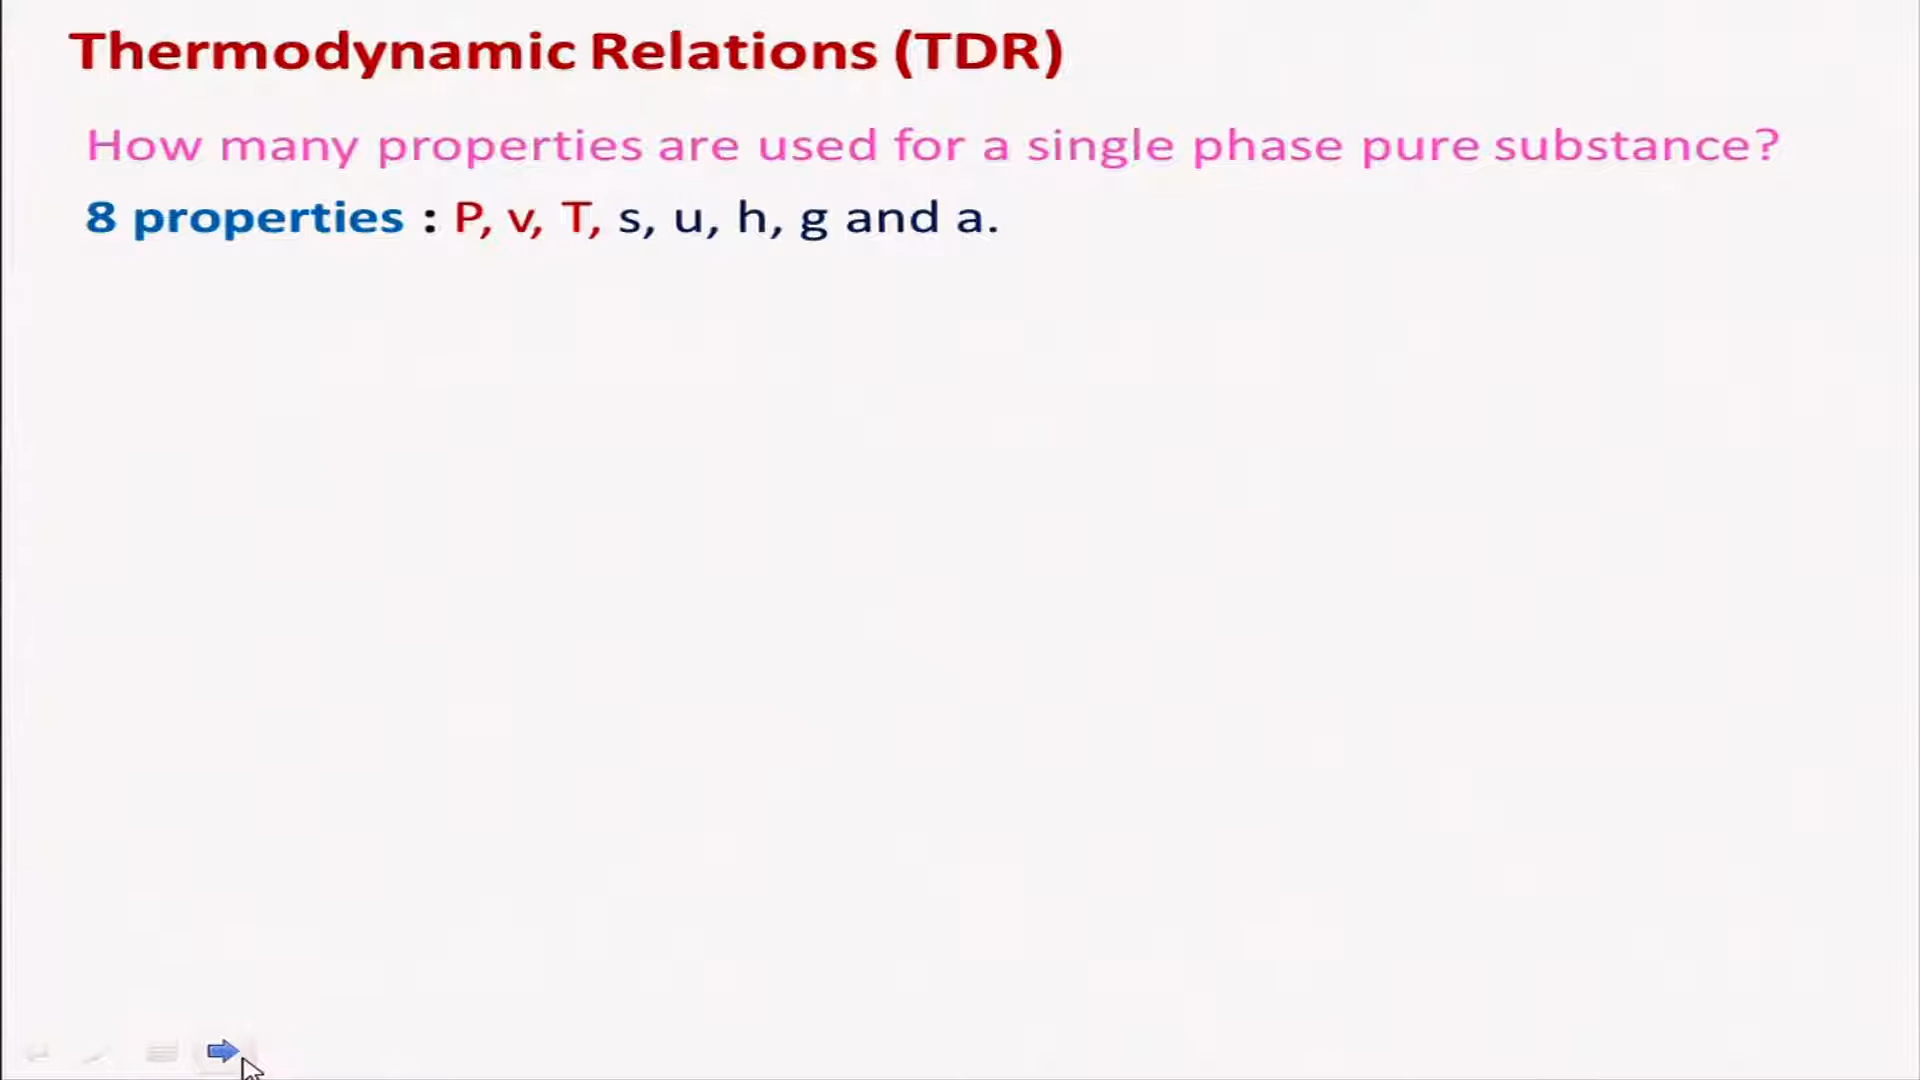 Thermodynamic Relations (TDR)
How many properties are used for a single phase pure substance?
8 properties : P, v, T, s, u, h, g and a.